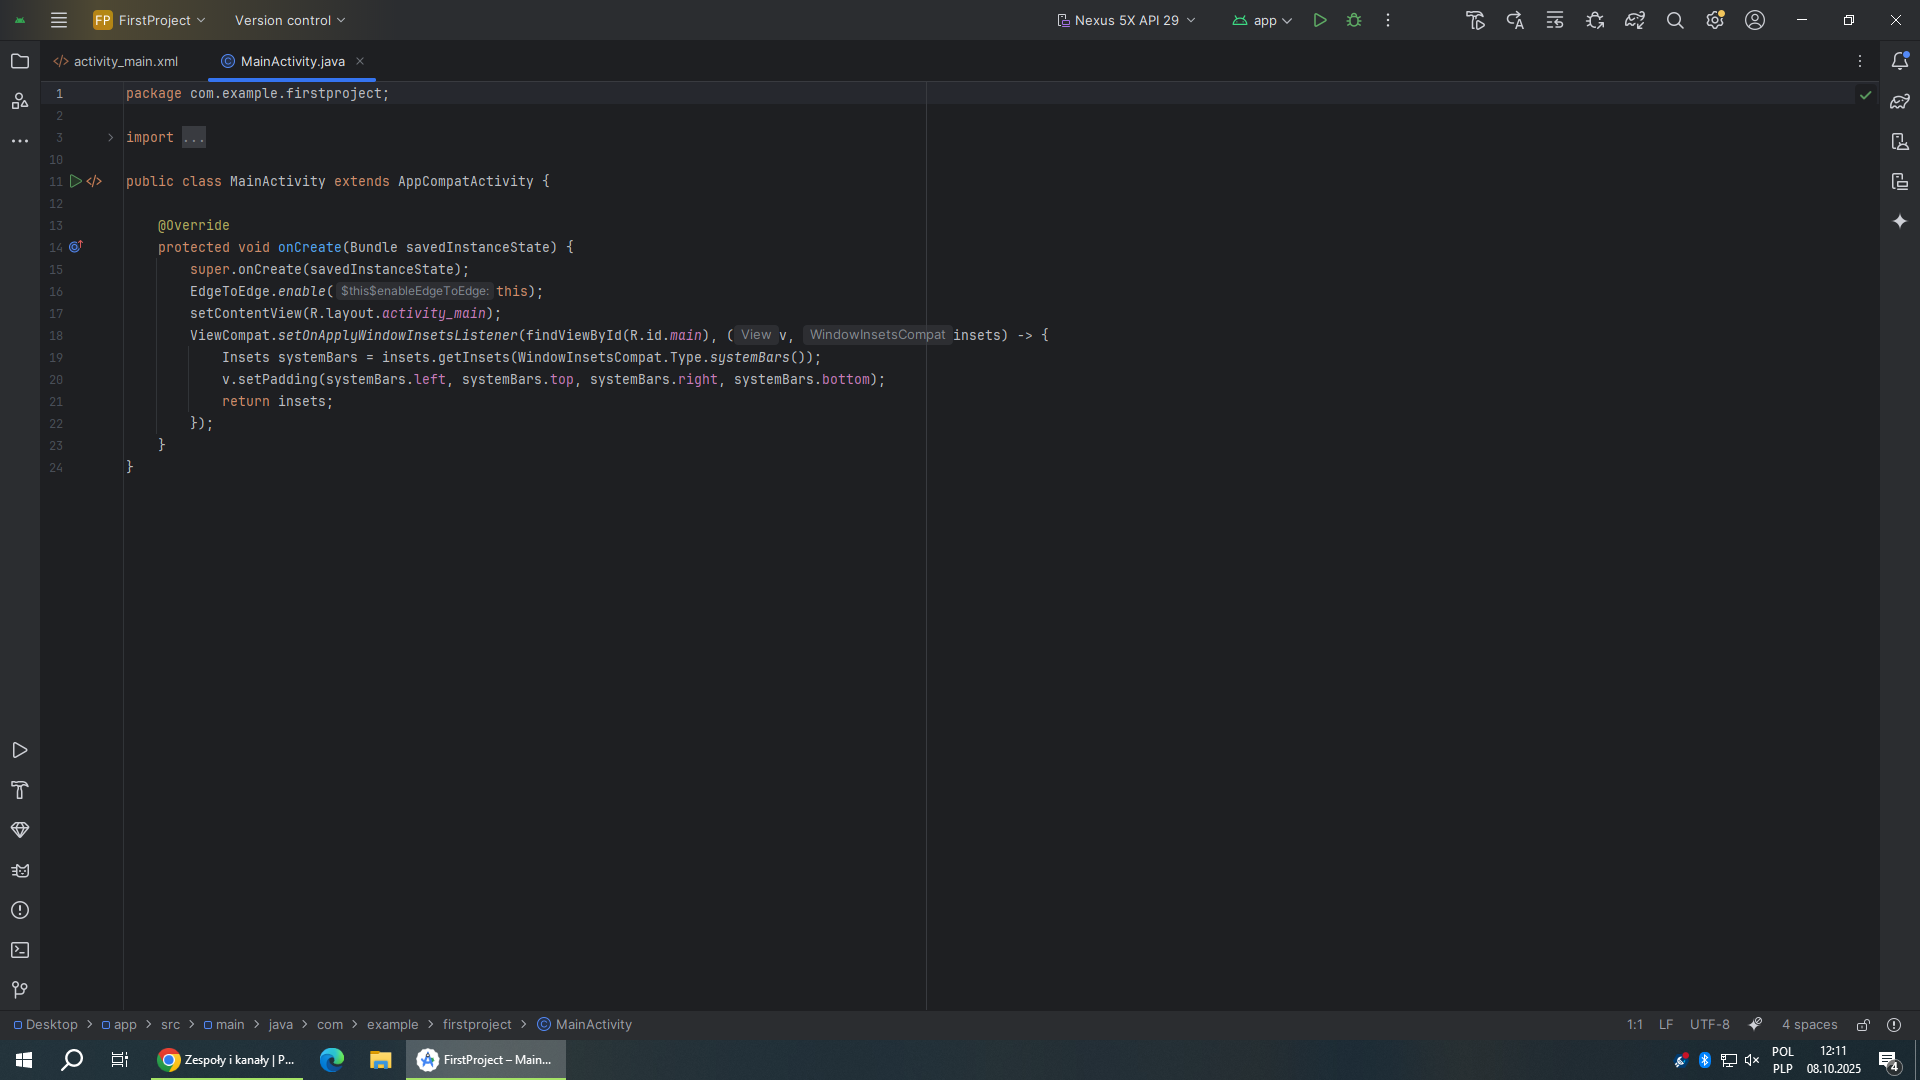 FP FirstProject
Version control
Nexus 5X API 29
app
activity_main.xml
MainActivity.java
1 package com.example.firstproject;
2
3 import ...
10
11 public class MainActivity extends AppCompatActivity {
12
13 @Override
14 protected void onCreate(Bundle savedInstanceState) {
15 super.onCreate(savedInstanceState);
16 EdgeToEdge.enable( $this$enableEdgeToEdge: this);
17 setContentView(R.layout.activity_main);
18 ViewCompat.setOnApplyWindowInsetsListener(findViewById(R.id.main), ( View v, WindowInsetsCompat insets) -> {
19 Insets systemBars = insets.getInsets(WindowInsetsCompat.Type.systemBars());
20 v.setPadding(systemBars.left, systemBars.top, systemBars.right, systemBars.bottom);
21 return insets;
22 });
23 }
24 }
Desktop > app > src > main > java > com > example > firstproject > MainActivity
1:1 LF UTF-8 4 spaces
Zespoły i kanały | P...
FirstProject – Main...
POL
PLP
12:11
08.10.2025
4